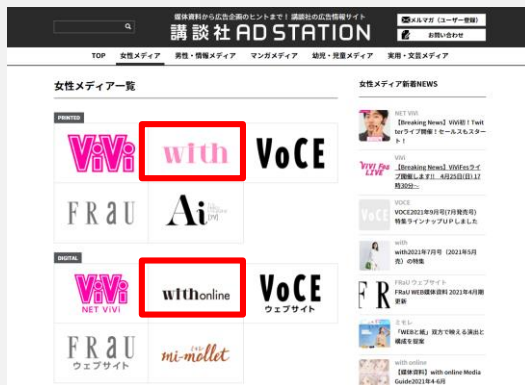 媒体資料から広告企画のヒントまで！講談社の広告情報サイト
講談社 AD STATION
メルマガ（ユーザー登録）
お問い合わせ
TOP 女性メディア 男性・情報メディア マンガメディア 幼児・児童メディア 実用・文芸メディア
女性メディア一覧
PRINTED
ViVi
with
VoCE
FRaU
Ai
DIGITAL
ViVi
NET ViVi
withonline
VoCE
ウェブサイト
FRaU
ウェブサイト
mi-mollet
女性メディア新着NEWS
NET ViVi
【Breaking News】ViVi初！Twit
terライブ開催！セールスもスター
ト！
ViVi Fes
LIVE
ViVi
【Breaking News】ViViFesライ
ブ開催します!! 4月25日(日) 17
時30分～
VoCE
VOCE
VOCE2021年9月号(7月発売号)
特集ラインナップUPしました
with
with2021年7月号（2021年5月
売）の特集
FR
FRaU ウェブサイト
FRaU WEB媒体資料 2021年4月期
更新
ミモレ
「WEBと紙」双方で映える演出と
構成を提案
with online
【媒体資料】with online Media
Guide2021年4-6月